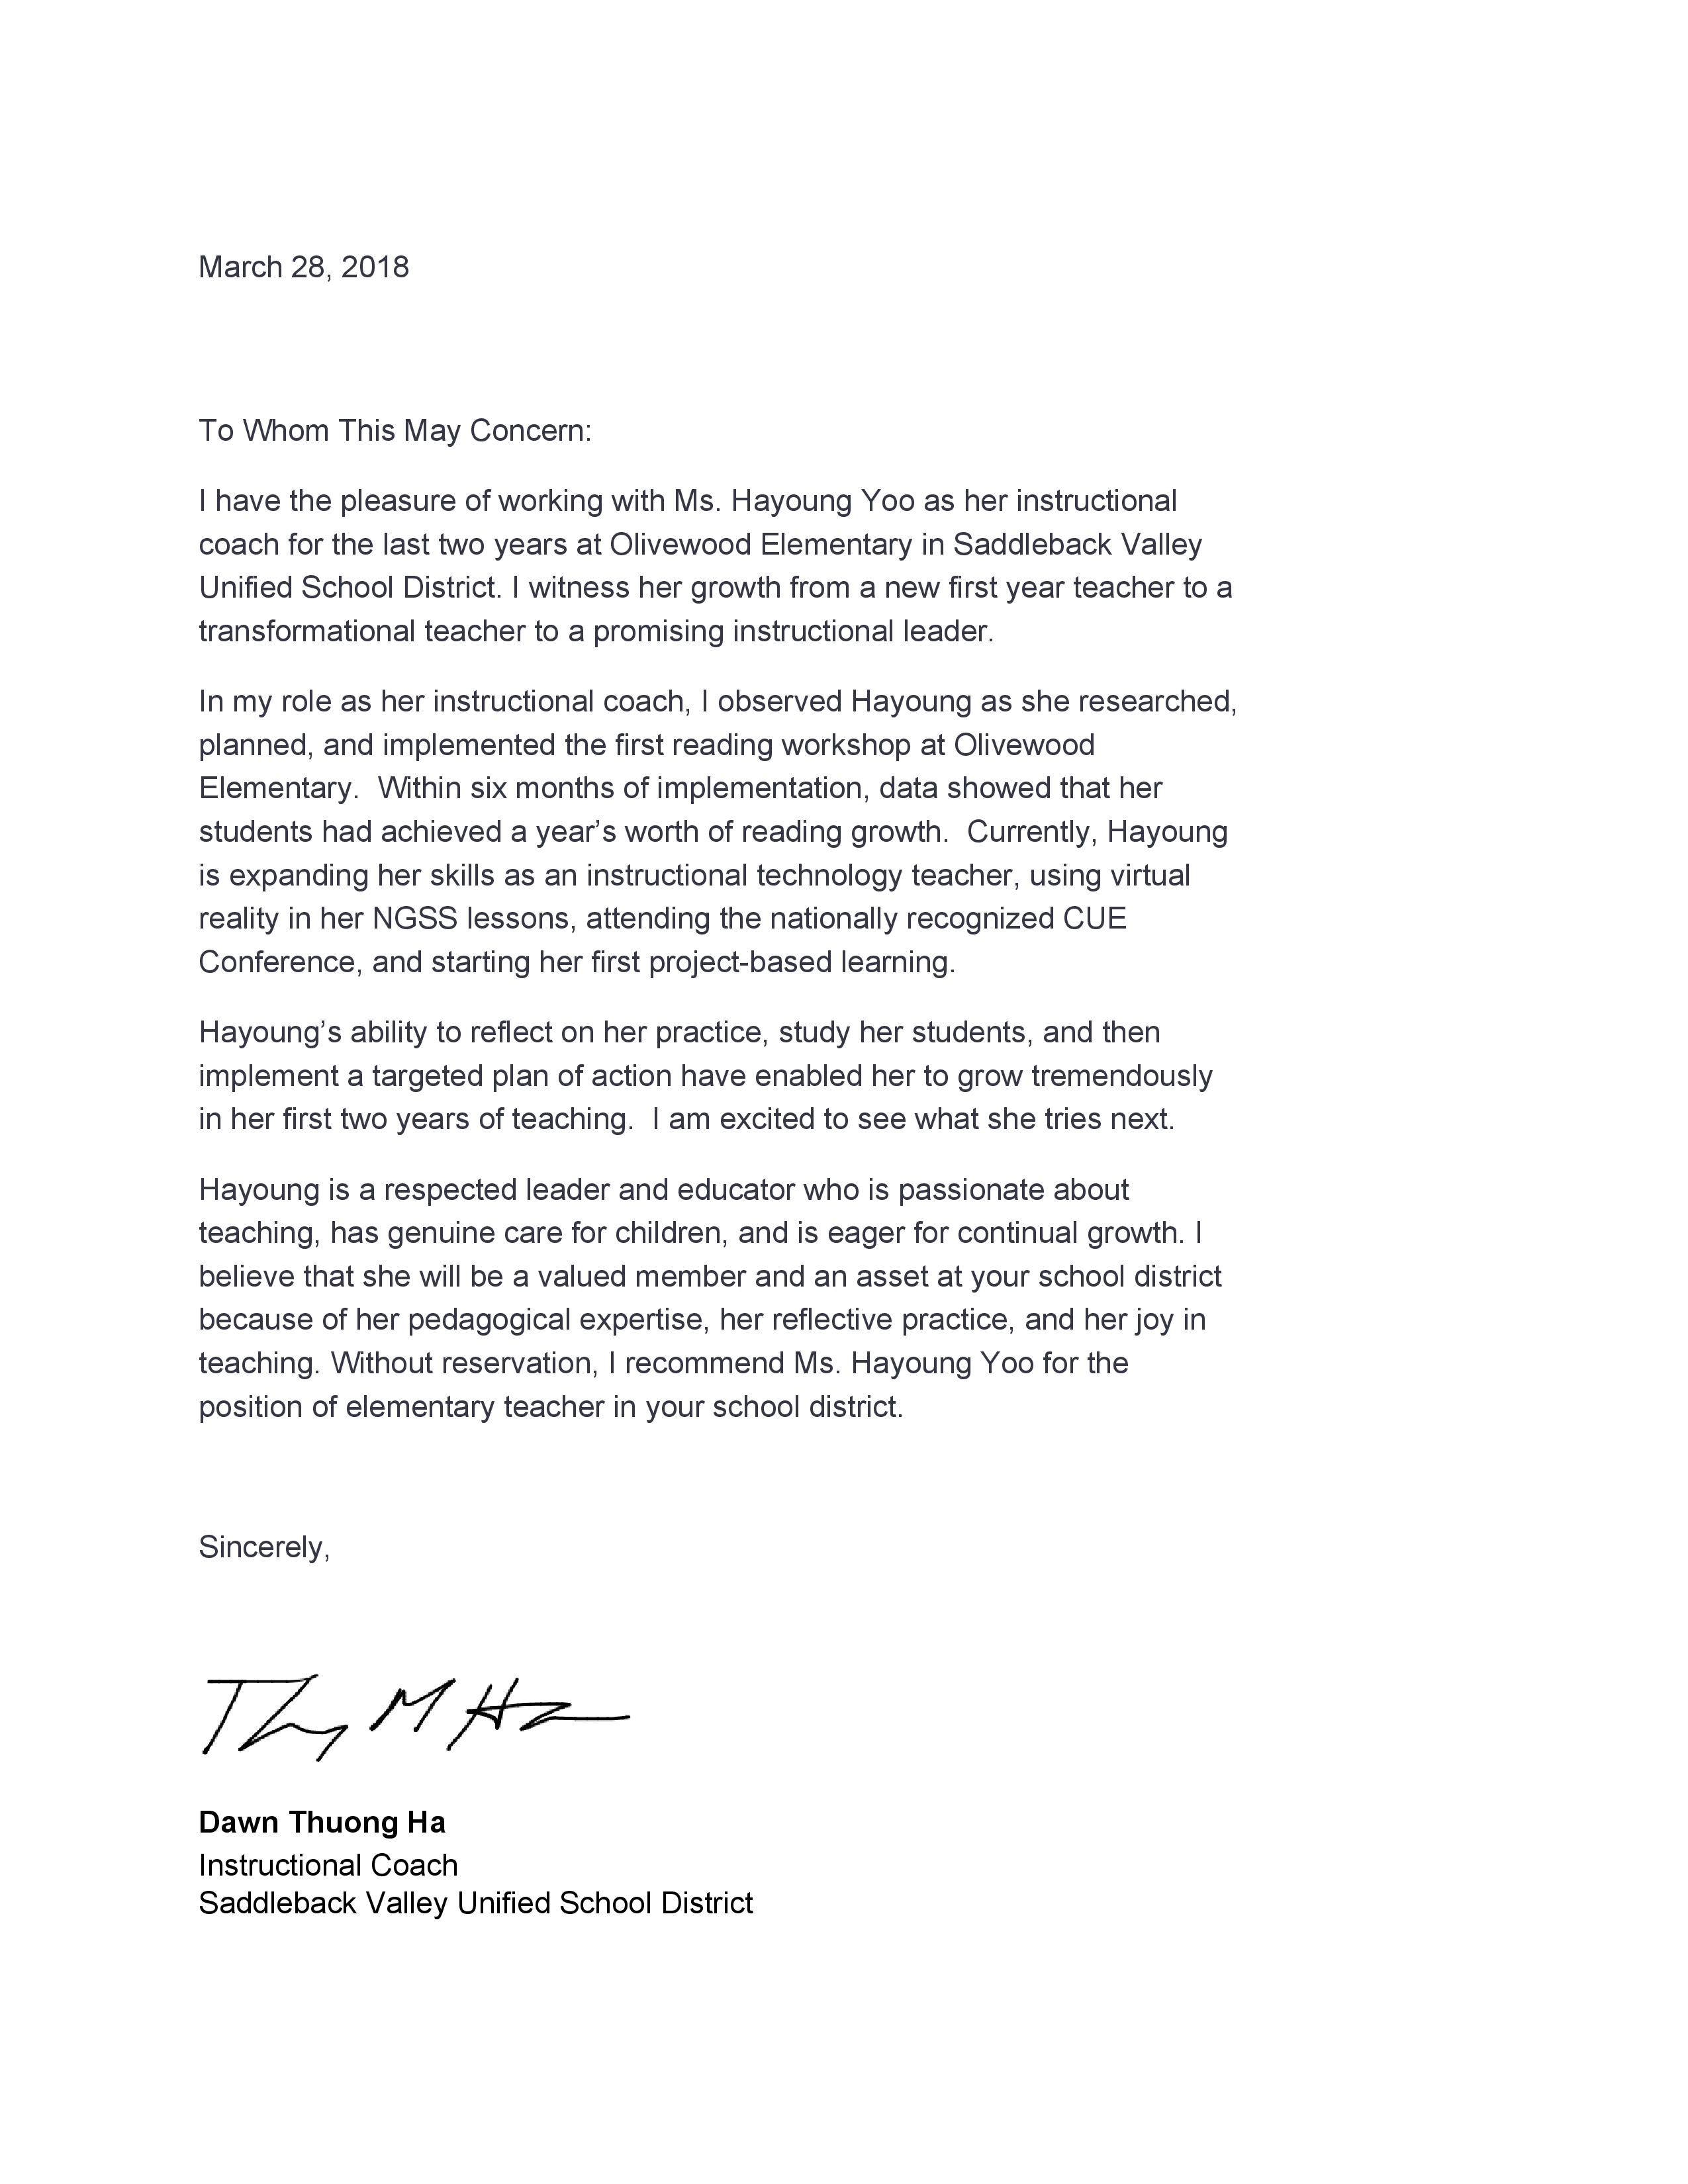 March 28, 2018
To Whom This May Concern:
I have the pleasure of working with Ms. Hayoung Yoo as her instructional
coach for the last two years at Olivewood Elementary in Saddleback Valley
Unified School District. I witness her growth from a new first year teacher to a
transformational teacher to a promising instructional leader.
In my role as her instructional coach, I observed Hayoung as she researched,
planned, and implemented the first reading workshop at Olivewood
Elementary.  Within six months of implementation, data showed that her
students had achieved a year’s worth of reading growth.  Currently, Hayoung
is expanding her skills as an instructional technology teacher, using virtual
reality in her NGSS lessons, attending the nationally recognized CUE
Conference, and starting her first project-based learning.
Hayoung’s ability to reflect on her practice, study her students, and then
implement a targeted plan of action have enabled her to grow tremendously
in her first two years of teaching.  I am excited to see what she tries next.
Hayoung is a respected leader and educator who is passionate about
teaching, has genuine care for children, and is eager for continual growth. I
believe that she will be a valued member and an asset at your school district
because of her pedagogical expertise, her reflective practice, and her joy in
teaching. Without reservation, I recommend Ms. Hayoung Yoo for the
position of elementary teacher in your school district.
Sincerely,
M Ha
Dawn Thuong Ha
Instructional Coach
Saddleback Valley Unified School District